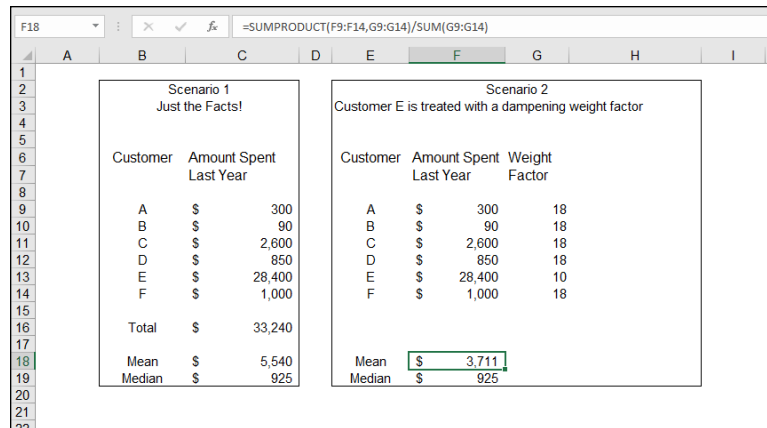 F18 fx =SUMPRODUCT(F9:F14,G9:G14)/SUM(G9:G14)
A B C D E F G H I
1
2 Scenario 1 Scenario 2
3 Just the Facts! Customer E is treated with a dampening weight factor
4
5
6 Customer Amount Spent Customer Amount Spent Weight
7 Last Year Last Year Factor
8
9 A $ 300 A $ 300 18
10 B $ 90 B $ 90 18
11 C $ 2,600 C $ 2,600 18
12 D $ 850 D $ 850 18
13 E $ 28,400 E $ 28,400 10
14 F $ 1,000 F $ 1,000 18
15
16 Total $ 33,240
17
18 Mean $ 5,540 Mean $ 3,711
19 Median $ 925 Median $ 925
20
21